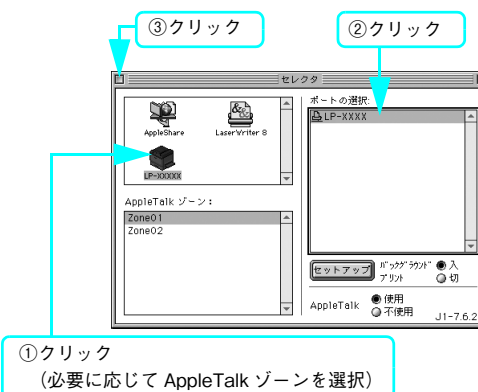 ③クリック
②クリック
セレクタ
AppleShare
LaserWriter 8
LP-XXXXX
AppleTalk ゾーン：
Zone01
Zone02
ポートの選択:
LP-XXXX
セットアップ
バックグラウンド
プリント
入
切
AppleTalk
使用
不使用
J1-7.6.2
①クリック
（必要に応じて AppleTalk ゾーンを選択）